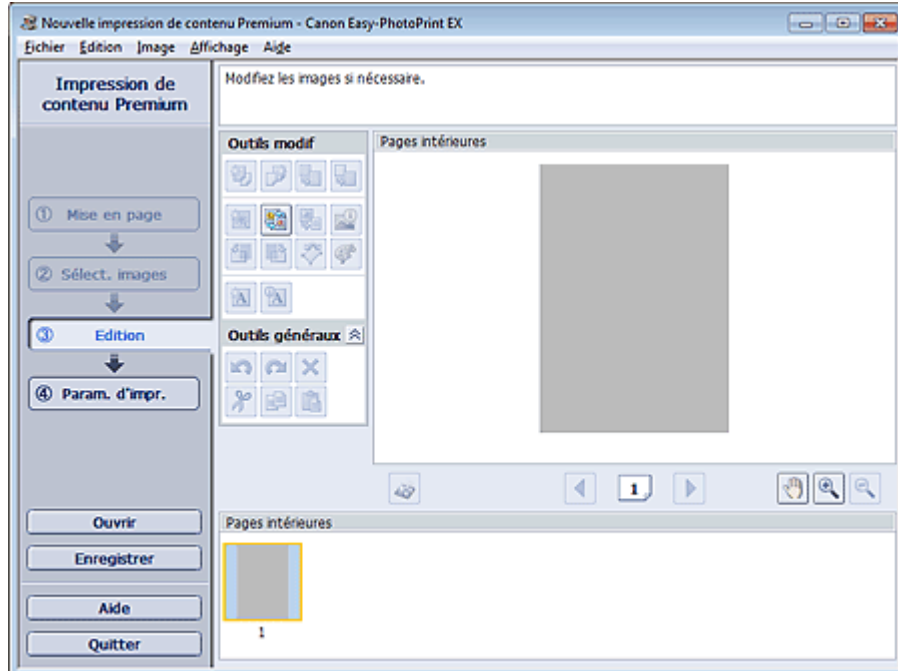 Nouvelle impression de contenu Premium - Canon Easy-PhotoPrint EX
Fichier Édition Image Affichage Aide
Impression de
contenu Premium
Modifiez les images si nécessaire.
Outils modif
Pages intérieures
① Mise en page
② Sélect. images
③ Edition
Outils généraux
④ Param. d'impr.
1
Ouvrir
Pages intérieures
Enregistrer
Aide
1
Quitter